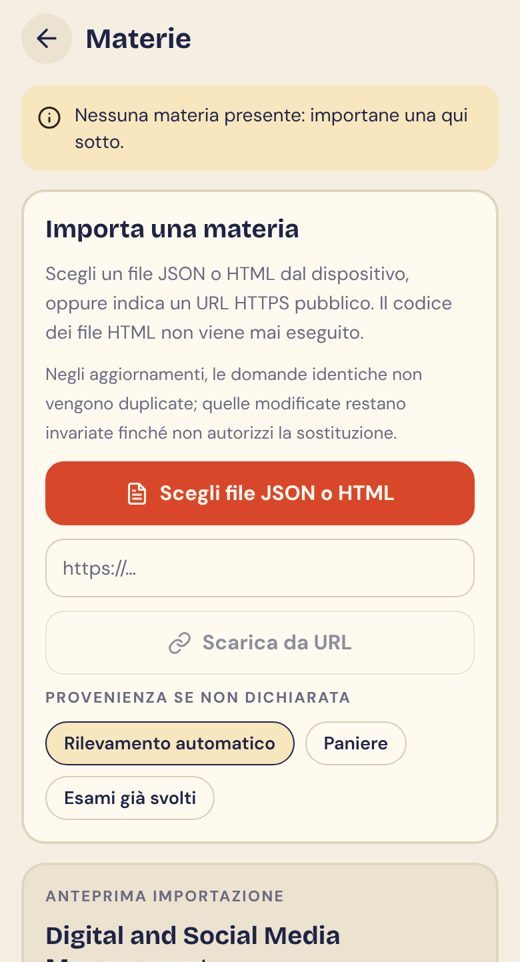 Materie
Nessuna materia presente: importane una qui
sotto.
Importa una materia
Scegli un file JSON o HTML dal dispositivo,
oppure indica un URL HTTPS pubblico. Il codice
dei file HTML non viene mai eseguito.
Negli aggiornamenti, le domande identiche non
vengono duplicate; quelle modificate restano
invariate finché non autorizzi la sostituzione.
Scegli file JSON o HTML
https://...
Scarica da URL
PROVENIENZA SE NON DICHIARATA
Rilevamento automatico
Paniere
Esami già svolti
ANTEPRIMA IMPORTAZIONE
Digital and Social Media